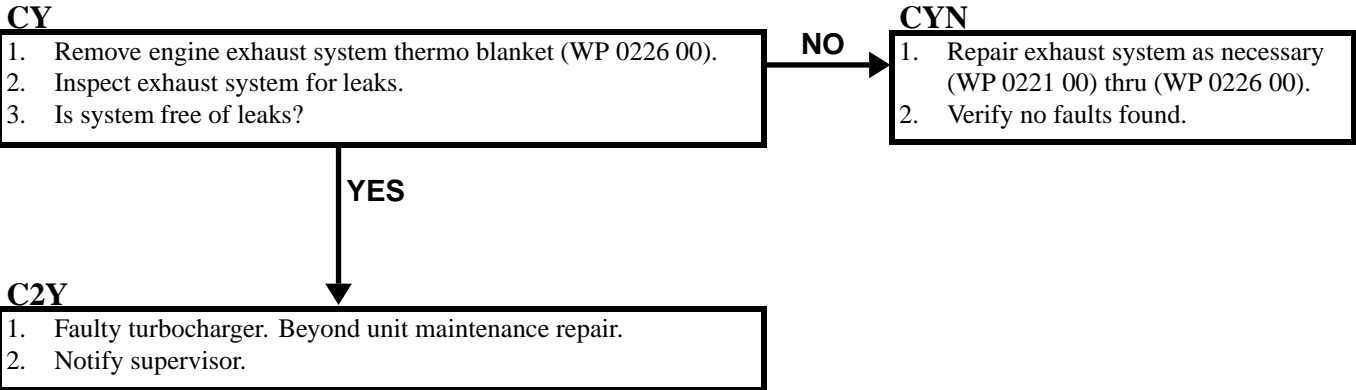 CY
1. Remove engine exhaust system thermo blanket (WP 0226 00).
2. Inspect exhaust system for leaks.
3. Is system free of leaks?
NO
CYN
1. Repair exhaust system as necessary
(WP 0221 00) thru (WP 0226 00).
2. Verify no faults found.
YES
C2Y
1. Faulty turbocharger. Beyond unit maintenance repair.
2. Notify supervisor.